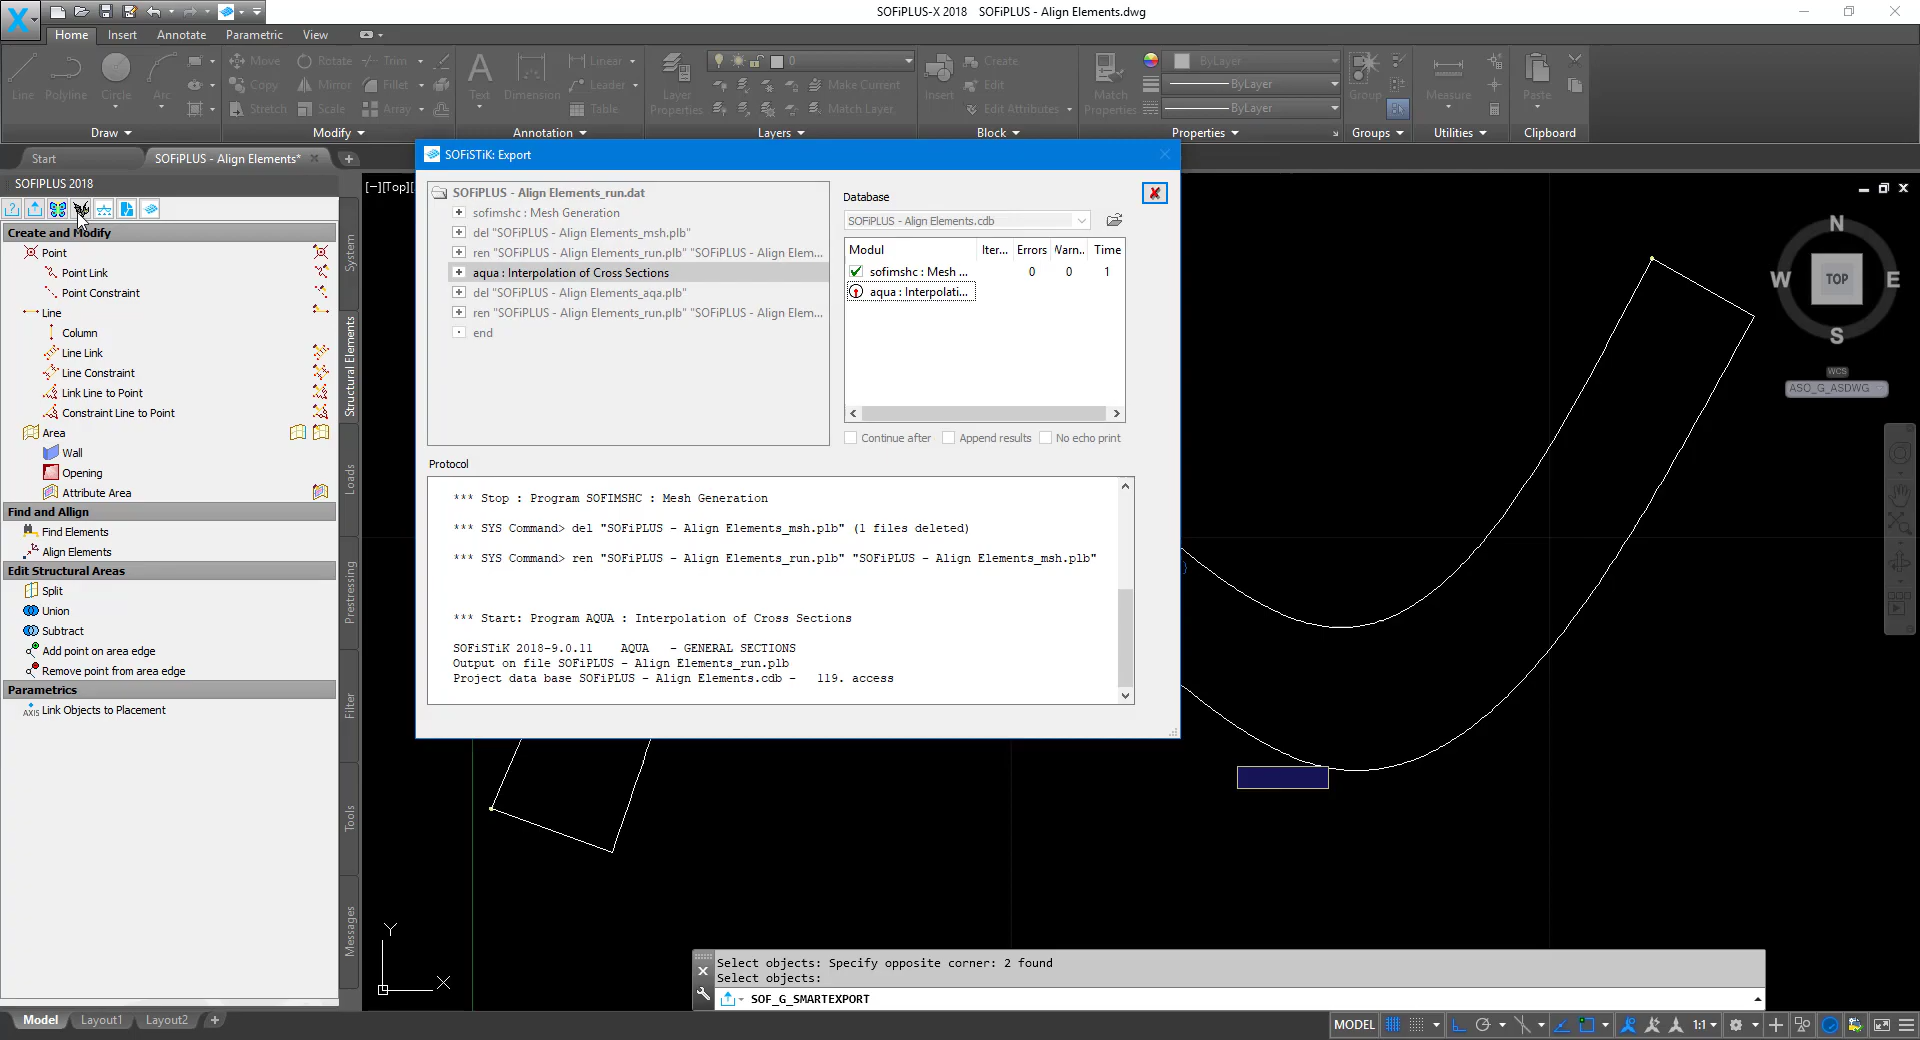 SOFiPLUS-X 2018 SOFiPLUS - Align Elements.dwg
Home Insert Annotate Parametric View
Line Polyline Circle Arc
Draw
Move Rotate Trim
Copy Mirror Fillet
Stretch Scale Array
Modify
Text Dimension
Linear
Leader
Table
Annotation
Layer Properties
0
Make Current
Match Layer
Layers
Insert
Create
Edit
Edit Attributes
Block
Match Properties
ByLayer
ByLayer
ByLayer
Properties
Group
Groups
Measure
Utilities
Paste
Clipboard
Start
SOFiPLUS - Align Elements*
SOFIPLUS 2018
Create and Modify
Point
Point Link
Point Constraint
Line
Column
Line Link
Line Constraint
Link Line to Point
Constraint Line to Point
Area
Wall
Opening
Attribute Area
Find and Allign
Find Elements
Align Elements
Edit Structural Areas
Split
Union
Subtract
Add point on area edge
Remove point from area edge
Parametrics
AXIS Link Objects to Placement
System
Structural Elements
Loads
Prestressing
Filter
Tools
Messages
[−][Top][
SOFiSTiK: Export
SOFiPLUS - Align Elements_run.dat
sofimshc : Mesh Generation
del "SOFiPLUS - Align Elements_msh.plb"
ren "SOFiPLUS - Align Elements_run.plb" "SOFiPLUS - Align Elem...
aqua : Interpolation of Cross Sections
del "SOFiPLUS - Align Elements_aqa.plb"
ren "SOFiPLUS - Align Elements_run.plb" "SOFiPLUS - Align Elem...
end
Database
SOFiPLUS - Align Elements.cdb
Modul Iter... Errors Warn.. Time
sofimshc : Mesh ... 0 0 1
aqua : Interpolati...
Continue after Append results No echo print
Protocol
*** Stop : Program SOFIMSHC : Mesh Generation
*** SYS Command> del "SOFiPLUS - Align Elements_msh.plb" (1 files deleted)
*** SYS Command> ren "SOFiPLUS - Align Elements_run.plb" "SOFiPLUS - Align Elements_msh.plb"
*** Start: Program AQUA : Interpolation of Cross Sections
SOFiSTiK 2018-9.0.11 AQUA - GENERAL SECTIONS
Output on file SOFiPLUS - Align Elements_run.plb
Project data base SOFiPLUS - Align Elements.cdb - 119. access
N
W TOP E
S
WCS
ASO_G_ASDWG
Y
X
Select objects: Specify opposite corner: 2 found
Select objects:
SOF_G_SMARTEXPORT
Model Layout1 Layout2
MODEL 1:1